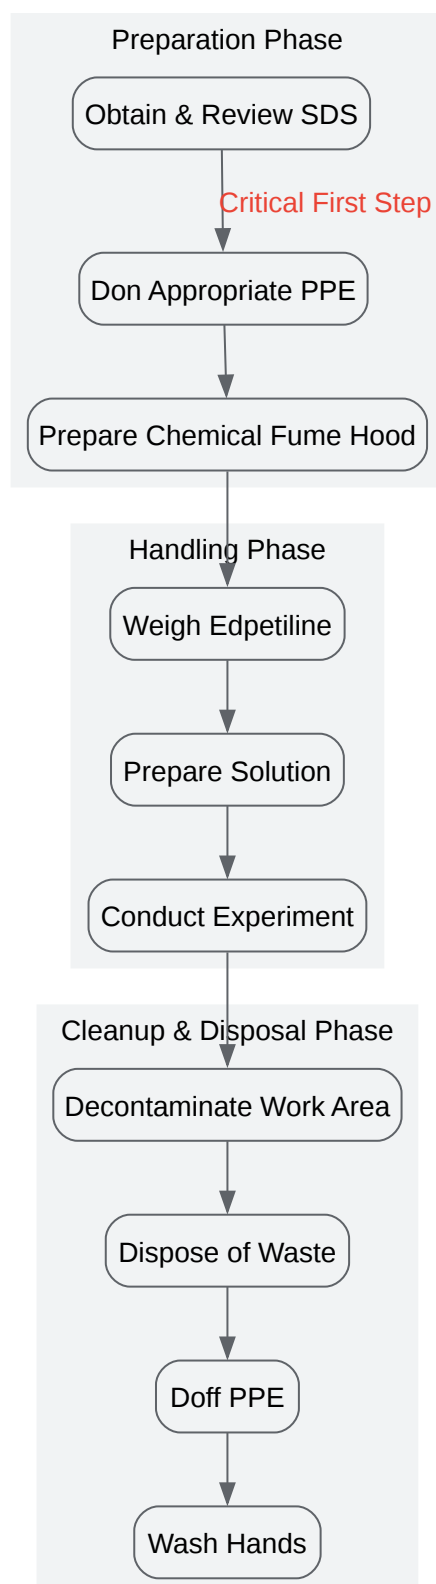 Preparation Phase
Obtain & Review SDS
Critical First Step
Don Appropriate PPE
Prepare Chemical Fume Hood
Handling Phase
Weigh Edpetiline
Prepare Solution
Conduct Experiment
Cleanup & Disposal Phase
Decontaminate Work Area
Dispose of Waste
Doff PPE
Wash Hands